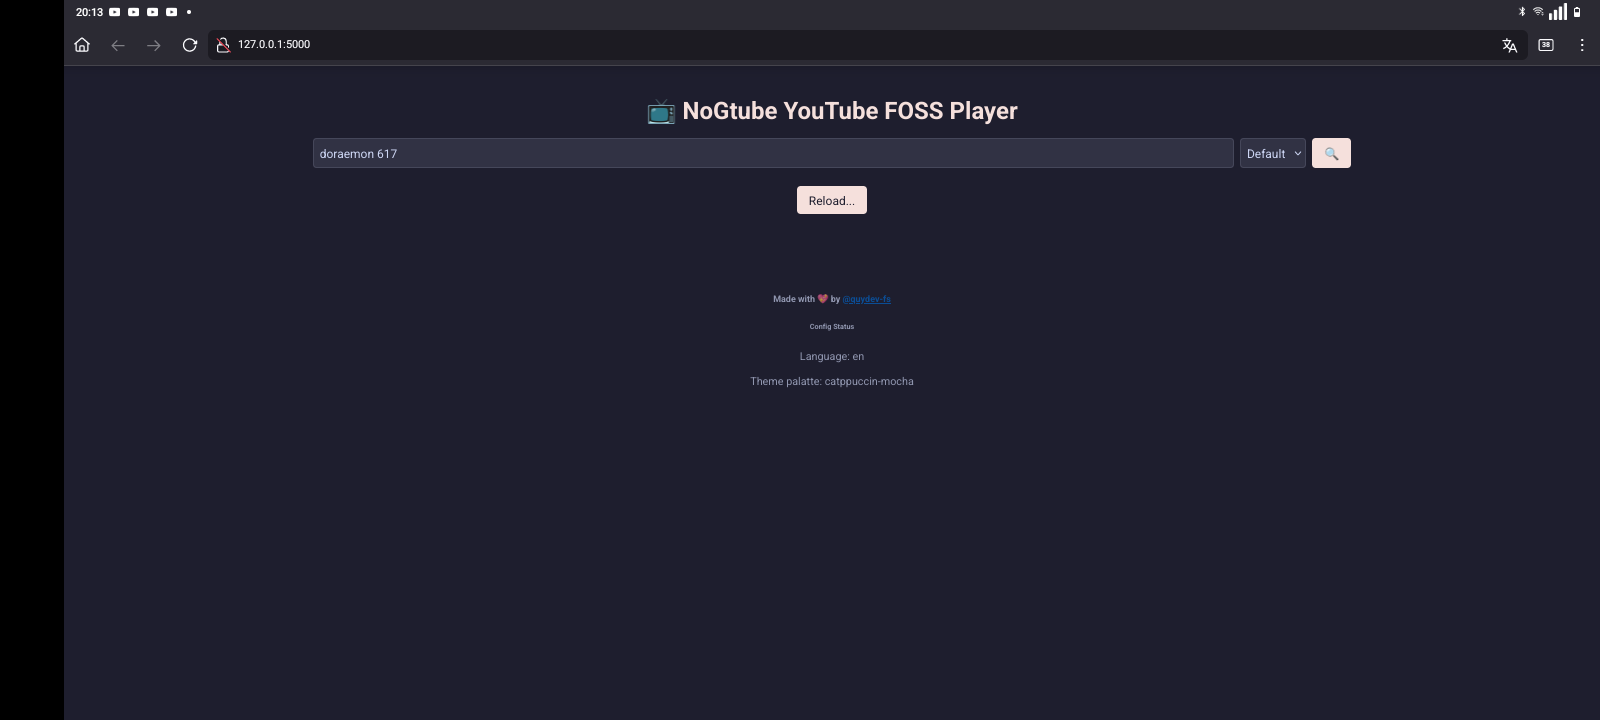 20:13
127.0.0.1:5000
38
📺 NoGtube YouTube FOSS Player
doraemon 617
Default
🔍
Reload...
Made with 💖 by @quydev-fs
Config Status
Language: en
Theme palatte: catppuccin-mocha